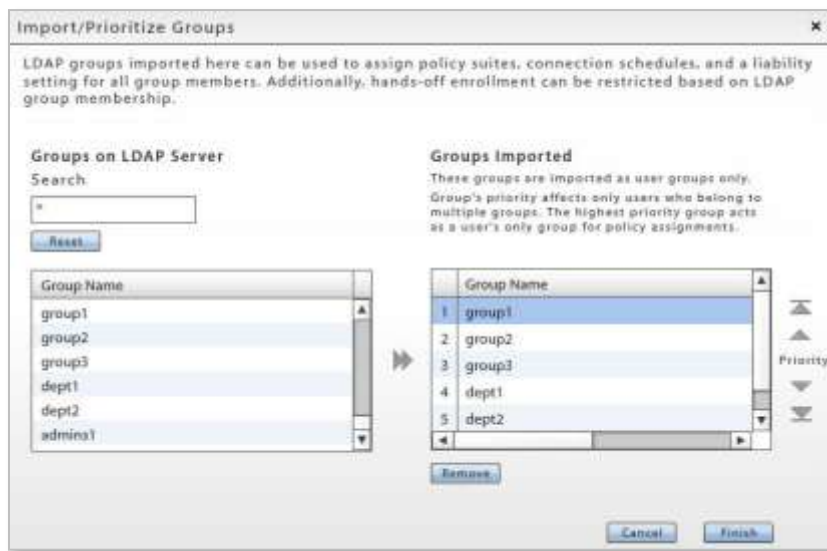 Import/Prioritize Groups
×
LDAP groups imported here can be used to assign policy suites, connection schedules, and a liability
setting for all group members. Additionally, hands-off enrollment can be restricted based on LDAP
group membership.
Groups on LDAP Server
Search
*
Reset
Group Name
group1
group2
group3
dept1
dept2
admins1
Groups Imported
These groups are imported as user groups only.
Group's priority affects only users who belong to
multiple groups. The highest priority group acts
as a user's only group for policy assignments.
Group Name
1 group1
2 group2
3 group3
4 dept1
5 dept2
Priority
Remove
Cancel
Finish